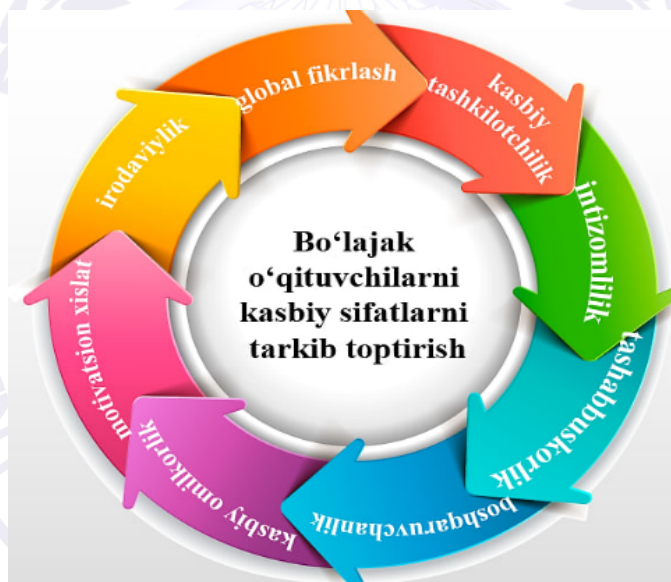 global fikrlash
kasbiy
tashkilotchilik
intizomlilik
tashabbuskorlik
boshqaruvchanlik
kasbiy omilkorlik
motivatsion xislat
irodaviylik
Bo‘lajak
o‘qituvchilarni
kasbiy sifatlarni
tarkib toptirish